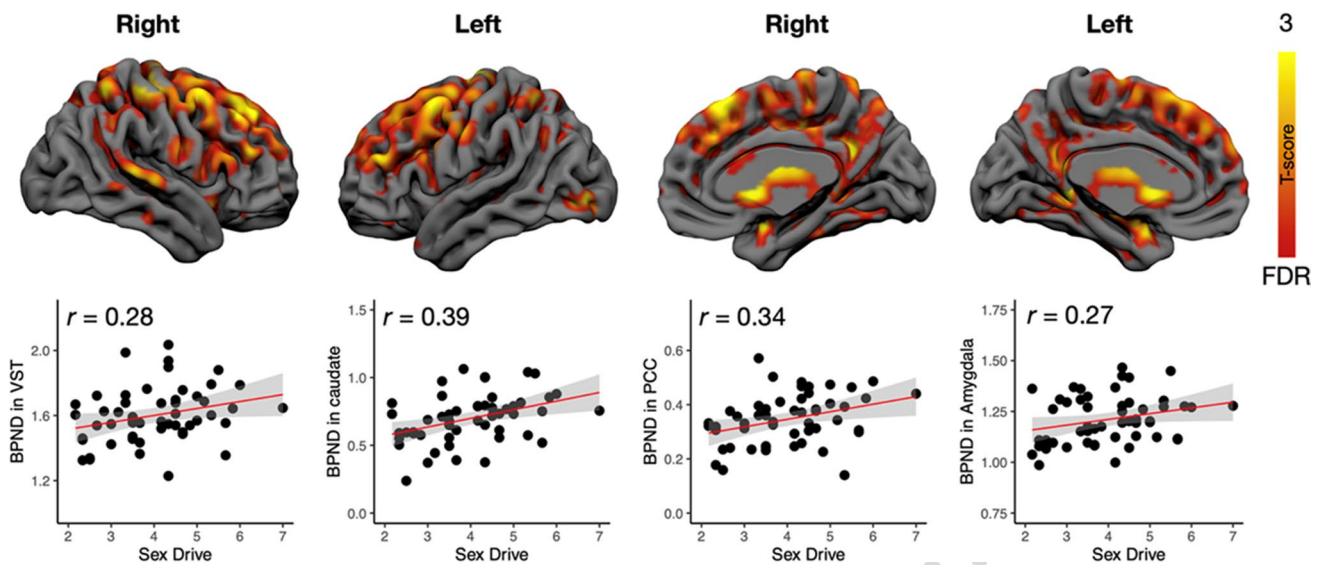 Right
Left
Right
Left
3
T-score
FDR
r = 0.28
BPND in VST
2.0
1.6
1.2
2 3 4 5 6 7
Sex Drive
r = 0.39
BPND in caudate
1.5
1.0
0.5
0.0
2 3 4 5 6 7
Sex Drive
r = 0.34
BPND in PCC
0.6
0.4
0.2
0.0
2 3 4 5 6 7
Sex Drive
r = 0.27
BPND in Amygdala
1.75
1.50
1.25
1.00
0.75
2 3 4 5 6 7
Sex Drive